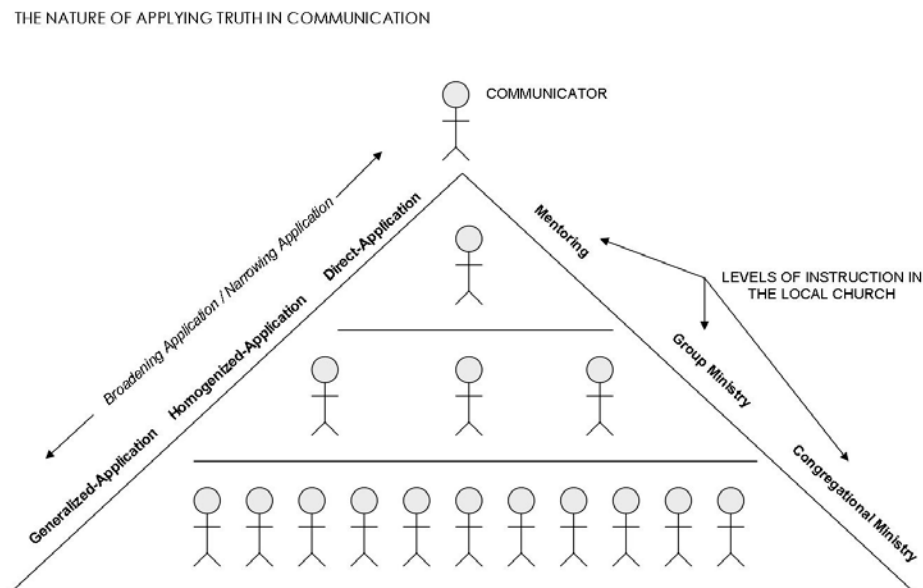 THE NATURE OF APPLYING TRUTH IN COMMUNICATION
COMMUNICATOR
Broadening Application / Narrowing Application
Direct-Application
Homogenized-Application
Generalized-Application
Mentoring
LEVELS OF INSTRUCTION IN
THE LOCAL CHURCH
Group Ministry
Congregational Ministry